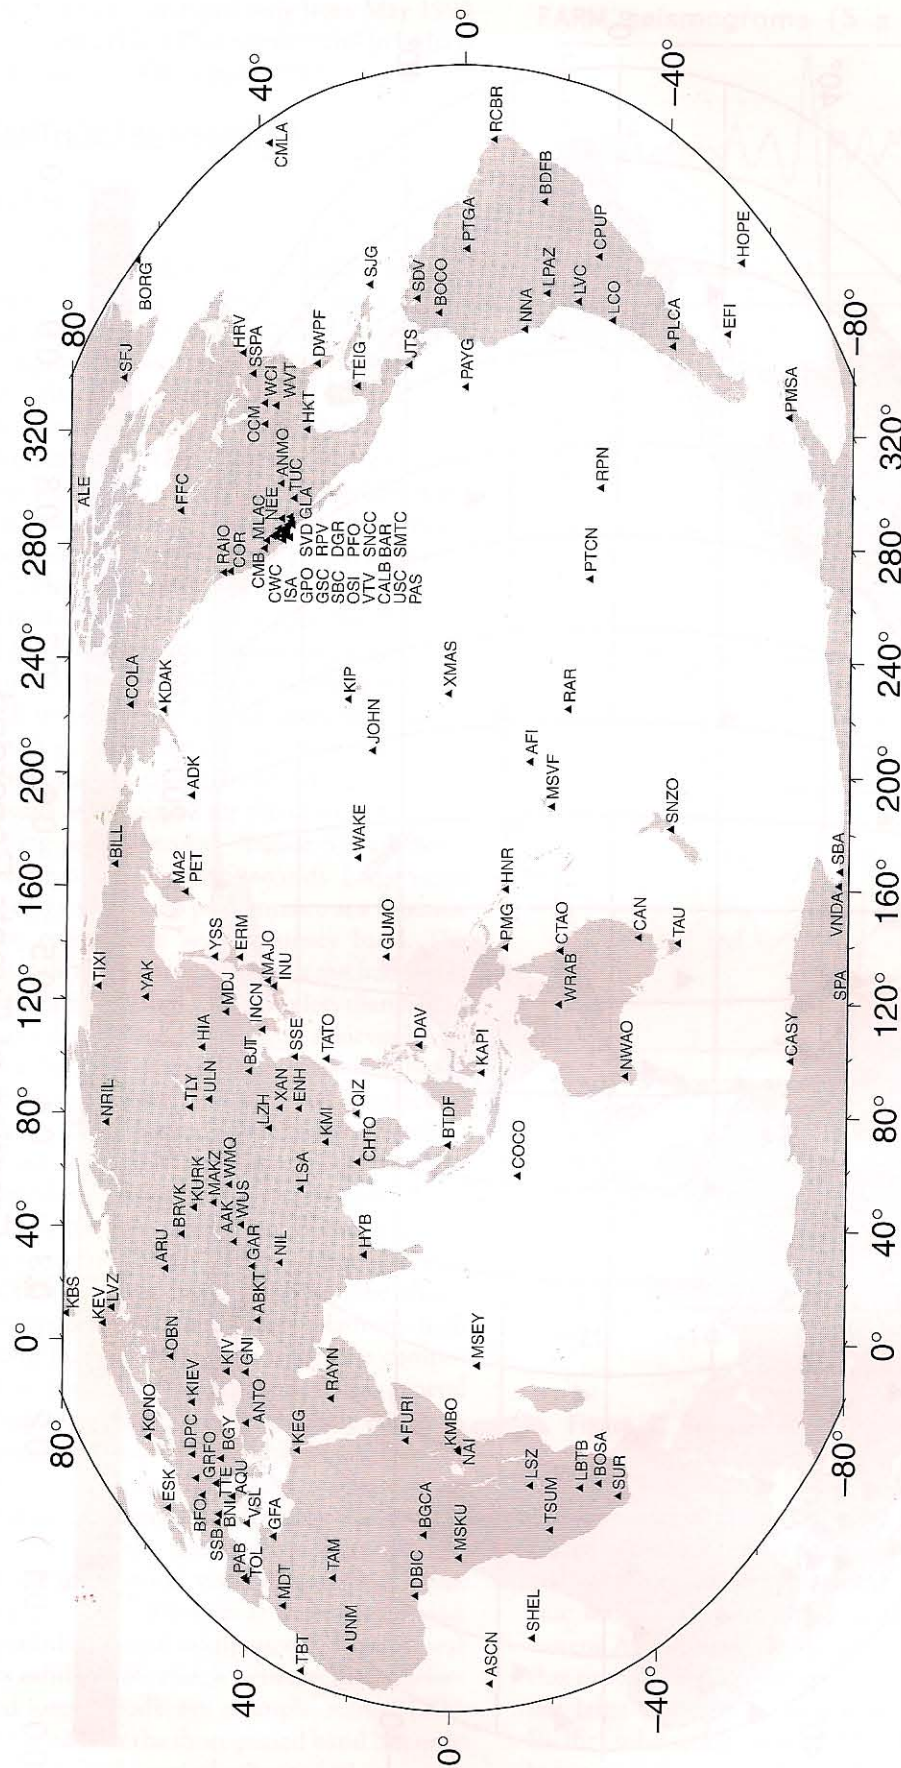 80° 0° 40° 80° 120° 160° 200° 240° 280° 320° 80°
KBS
KEV
LVZ
NRIL
TIXI
BILL
COLA
KDAK
ALE
SFJ
BORG
KONO
ESK
OBN
ARU
BRVK
KURK
MAKZ
WMQ
AAK
WUS
GAR
NIL
ABKT
TLY
ULN
HIA
YAK
MDJ
YSS
ERM
MAJO
INU
INCN
BJT
MA2
PET
ADK
FFC
HRV
SSPA
WCI
WVT
CCM
HKT
DWPF
ANMO
TUC
NEE
GLA
RAIO
COR
CMB MLAC
CWC
ISA
GPO SVD
GSC RPV
SBC DGR
OSI PFO
VTV SNCC
CALB BAR
USC SMTC
PAS
CMLA
DPC
KIEV
GRFO
BFO
TTE
BGY
KIV
GNI
ANTO
SSB
BNI
AQU
VSL
PAB
TOL
GFA
MDT
KEG
RAYN
TAM
TBT
UNM
40°
LSA
LZH
XAN
ENH
SSE
KMI
TATO
QIZ
CHTO
HYB
GUMO
WAKE
KIP
JOHN
XMAS
TEIG
SJG
JTS
SDV
BOCO
PAYG
PTGA
RCBR
40°
0°
FURI
KMBO
NAI
MSEY
BGCA
DBIC
MSKU
ASCN
SHEL
LSZ
TSUM
LBTB
BOSA
SUR
0°
BTDF
COCO
DAV
KAPI
PMG
HNR
CTAO
WRAB
NWAO
CAN
TAU
MSVF
AFI
RAR
SNZO
PTCN
RPN
NNA
LPAZ
BDFB
LVC
CPUP
LCO
PLCA
EFI
HOPE
PMSA
−40°
−40°
CASY
SPA
VNDA
SBA
−80° 0° 40° 80° 120° 160° 200° 240° 280° 320° −80°